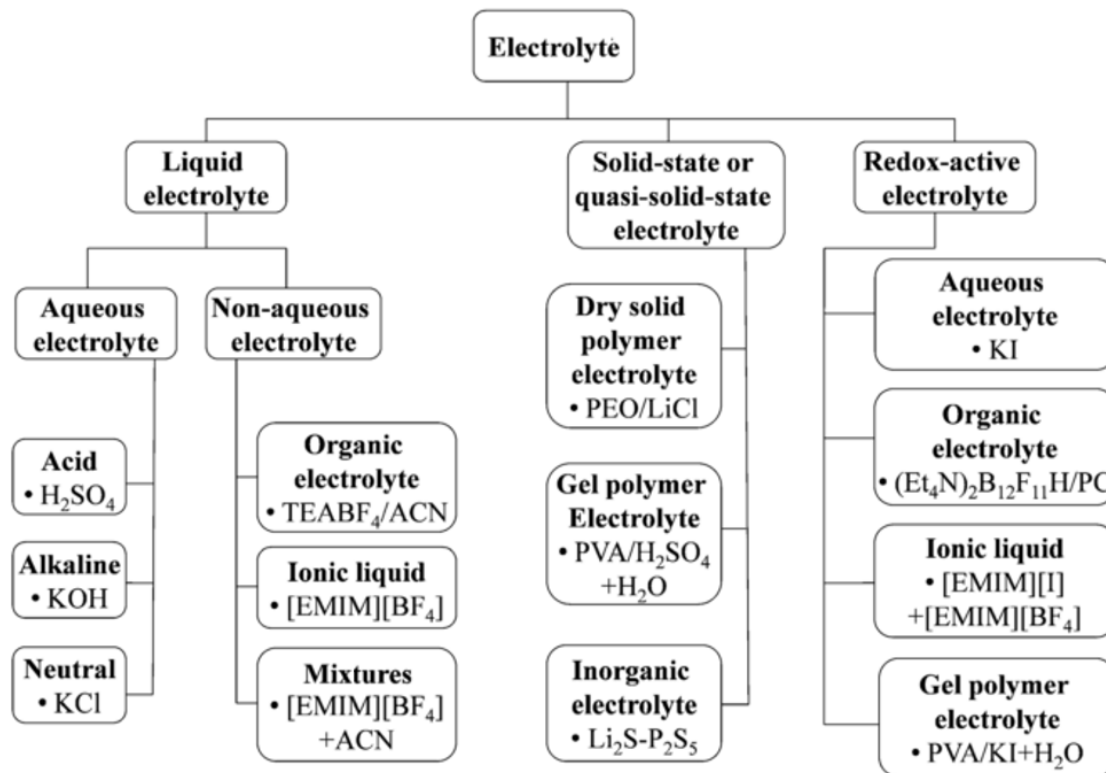 Electrolyte
Liquid
electrolyte
Aqueous
electrolyte
Acid
• H₂SO₄
Alkaline
• KOH
Neutral
• KCl
Non-aqueous
electrolyte
Organic
electrolyte
• TEABF₄/ACN
Ionic liquid
• [EMIM][BF₄]
Mixtures
• [EMIM][BF₄]
+ACN
Solid-state or
quasi-solid-state
electrolyte
Dry solid
polymer
electrolyte
• PEO/LiCl
Gel polymer
Electrolyte
• PVA/H₂SO₄
+H₂O
Inorganic
electrolyte
• Li₂S-P₂S₅
Redox-active
electrolyte
Aqueous
electrolyte
• KI
Organic
electrolyte
• (Et₄N)₂B₁₂F₁₁H/PC
Ionic liquid
• [EMIM][I]
+[EMIM][BF₄]
Gel polymer
electrolyte
• PVA/KI+H₂O